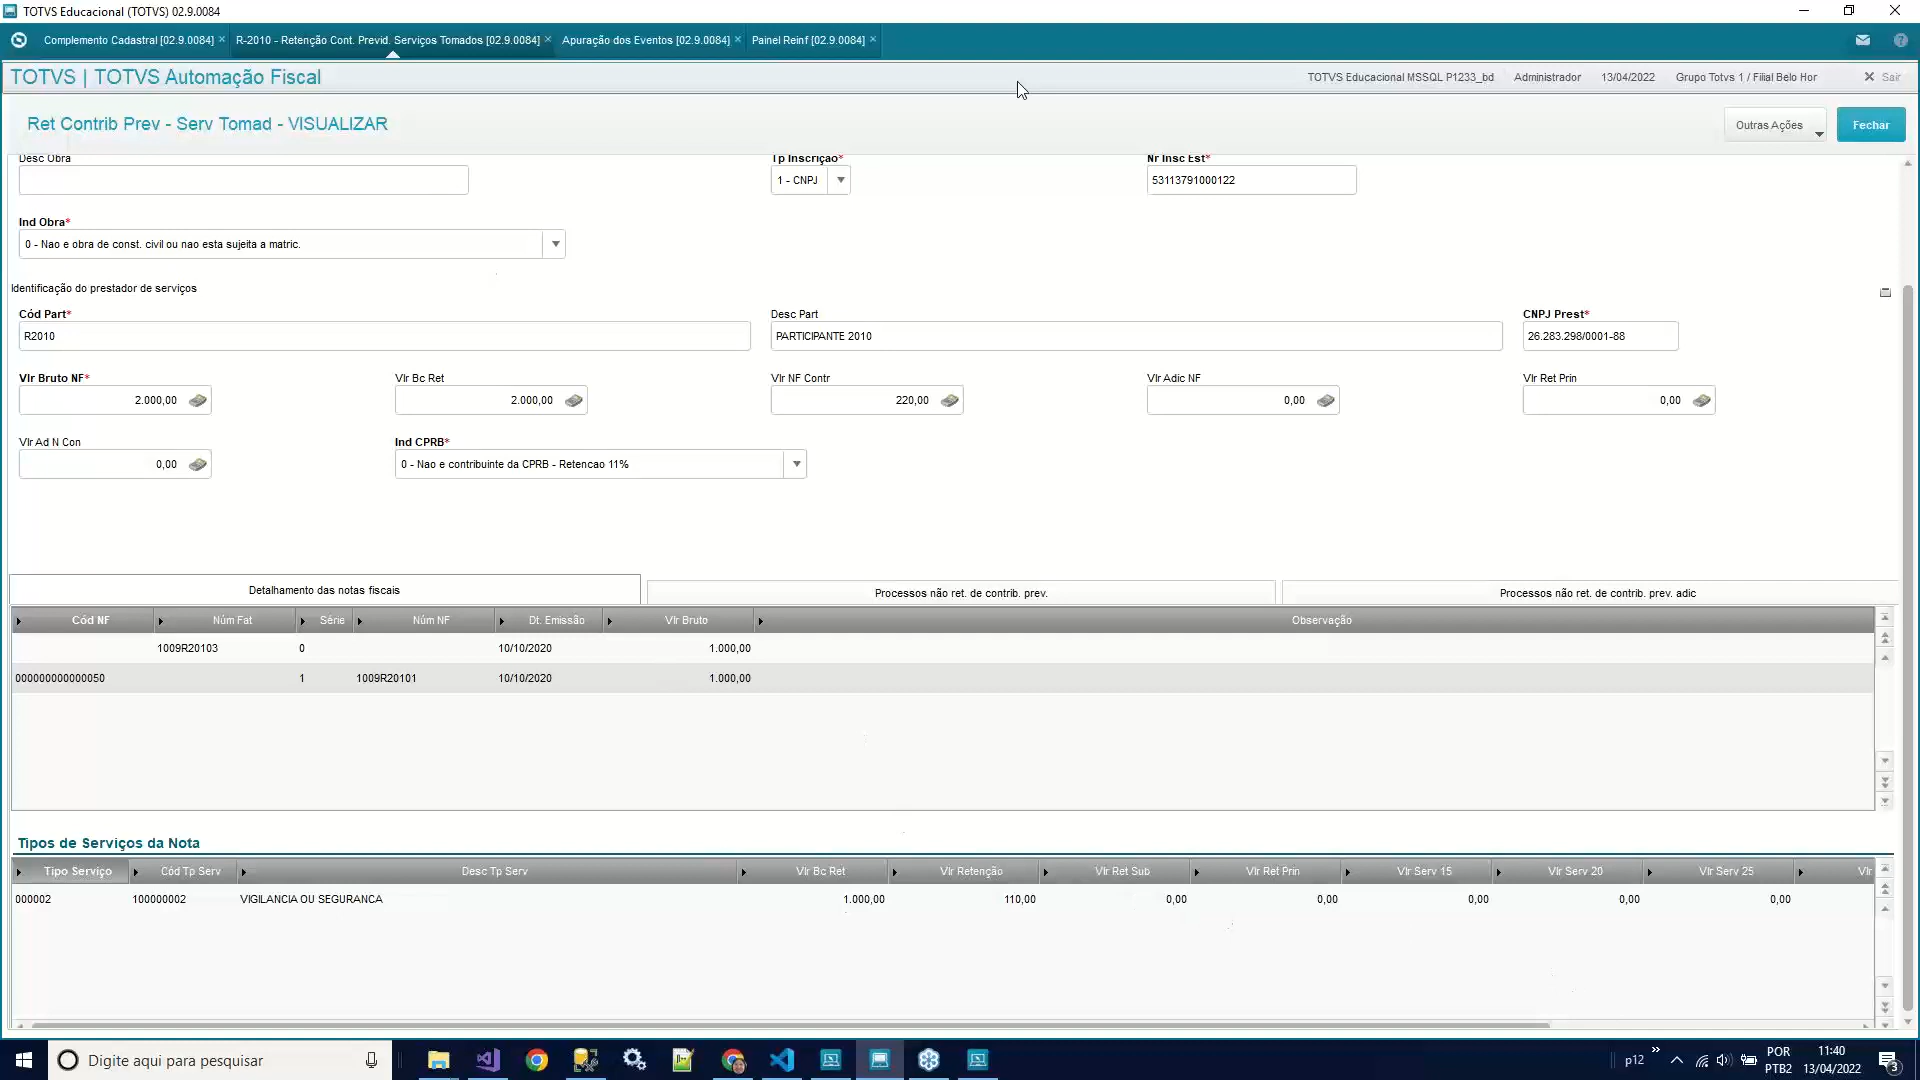 TOTVS Educacional (TOTVS) 02.9.0084
Complemento Cadastral [02.9.0084]
R-2010 - Retenção Cont. Previd. Serviços Tomados [02.9.0084]
Apuração dos Eventos [02.9.0084]
Painel Reinf [02.9.0084]
TOTVS | TOTVS Automação Fiscal
TOTVS Educacional MSSQL P1233_bd
Administrador
13/04/2022
Grupo Totvs 1 / Filial Belo Hor
Sair
Ret Contrib Prev - Serv Tomad - VISUALIZAR
Outras Ações
Fechar
Desc Obra
Tp Inscrição*
Nr Insc Est*
1 - CNPJ
53113791000122
Ind Obra*
0 - Nao e obra de const. civil ou nao esta sujeita a matric.
Identificação do prestador de serviços
Cód Part*
Desc Part
CNPJ Prest*
R2010
PARTICIPANTE 2010
26.283.298/0001-88
Vlr Bruto NF*
Vlr Bc Ret
Vlr NF Contr
Vlr Adic NF
Vlr Ret Prin
2.000,00
2.000,00
220,00
0,00
0,00
Vlr Ad N Con
Ind CPRB*
0,00
0 - Nao e contribuinte da CPRB - Retencao 11%
Detalhamento das notas fiscais
Processos não ret. de contrib. prev.
Processos não ret. de contrib. prev. adic
Cód NF Núm Fat Série Núm NF Dt. Emissão Vlr Bruto Observação
1009R20103 0 10/10/2020 1.000,00
000000000000050 1 1009R20101 10/10/2020 1.000,00
Tipos de Serviços da Nota
Tipo Serviço Cód Tp Serv Desc Tp Serv Vlr Bc Ret Vlr Retenção Vlr Ret Sub Vlr Ret Prin Vlr Serv 15 Vlr Serv 20 Vlr Serv 25 Vlr
000002 100000002 VIGILANCIA OU SEGURANCA 1.000,00 110,00 0,00 0,00 0,00 0,00 0,00
Digite aqui para pesquisar
p12
POR
PTB2
11:40
13/04/2022
3